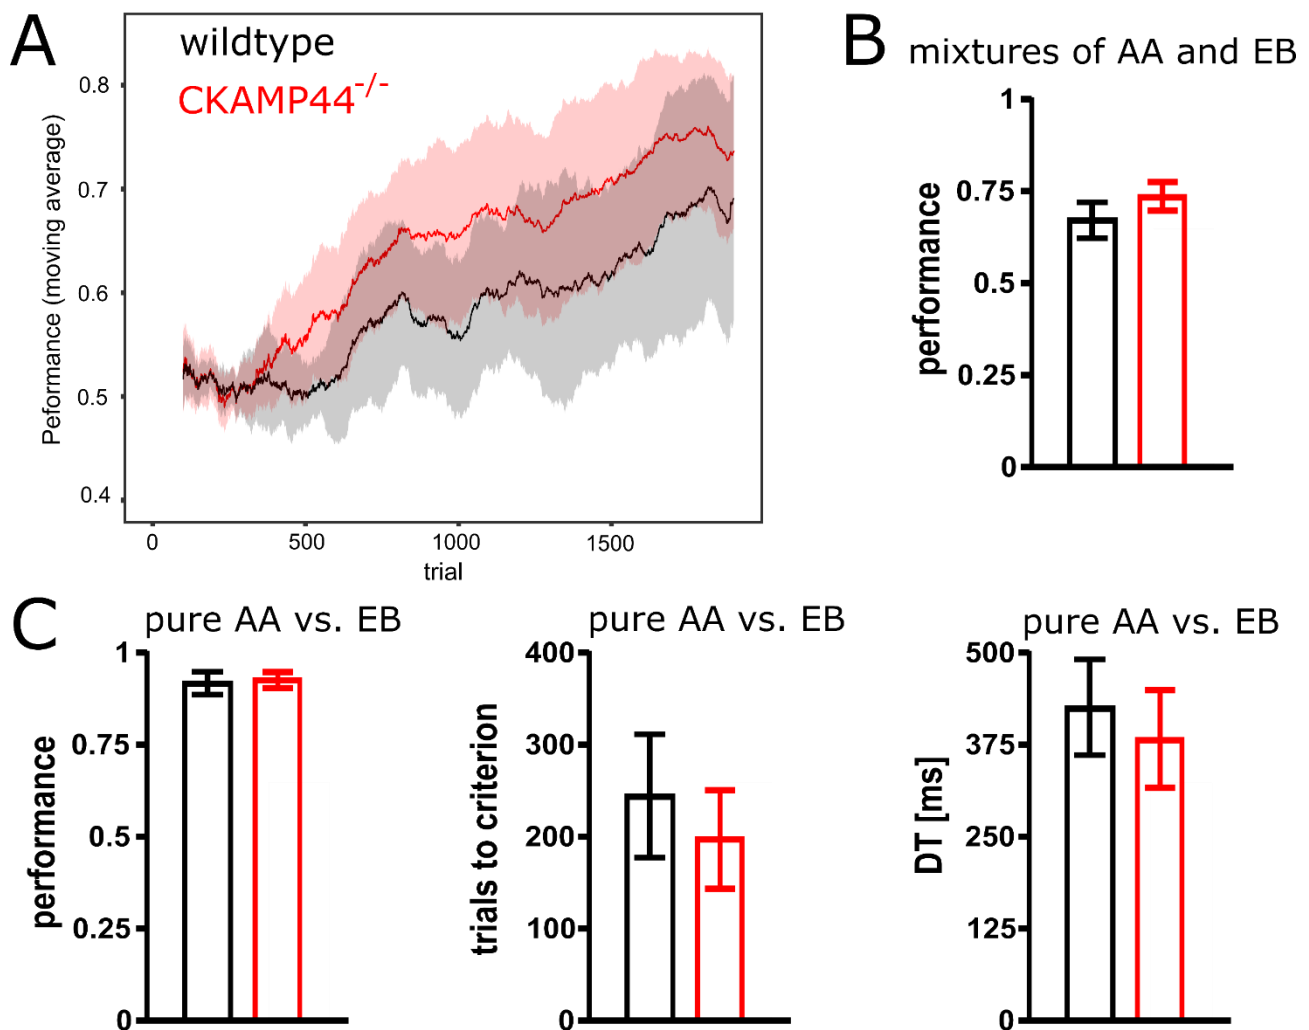 A
wildtype
CKAMP44-/-
Peformance (moving average)
0.8
0.7
0.6
0.5
0.4
0
500
1000
1500
trial
B
mixtures of AA and EB
performance
1
0.75
0.5
0.25
0
C
pure AA vs. EB
performance
1
0.75
0.5
0.25
0
pure AA vs. EB
trials to criterion
400
300
200
100
0
pure AA vs. EB
DT [ms]
500
375
250
125
0